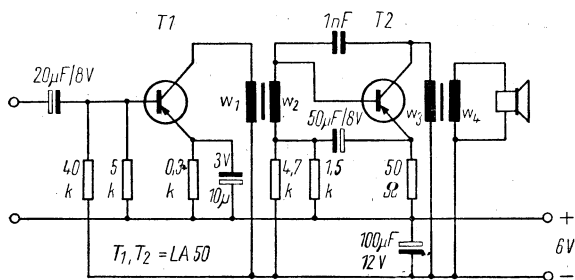 T1
1nF
T2
20µF/8V
w1
w2
w3
w4
50µF/8V
40
k
5
k
0,3
k
3V
10µ
4,7
k
1,5
k
50
Ω
+
100µF
12V
6V
T1, T2 = LA 50
−